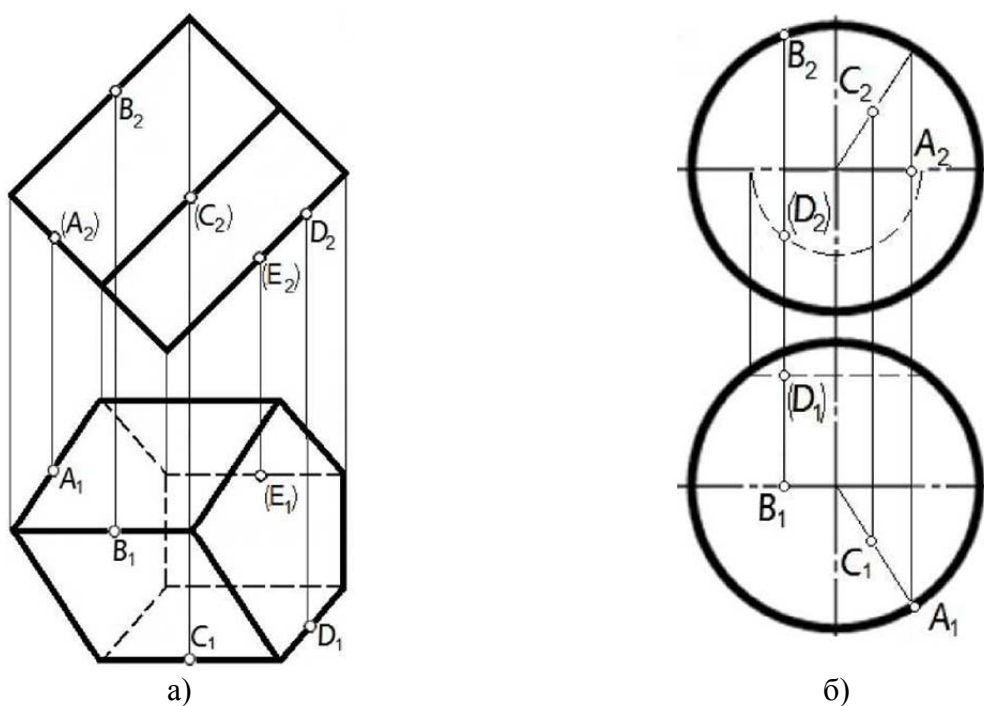 B₂
(A₂)
(C₂)
D₂
(E₂)
A₁
(E₁)
B₁
C₁
D₁
а)
B₂
C₂
A₂
(D₂)
(D₁)
B₁
C₁
A₁
б)